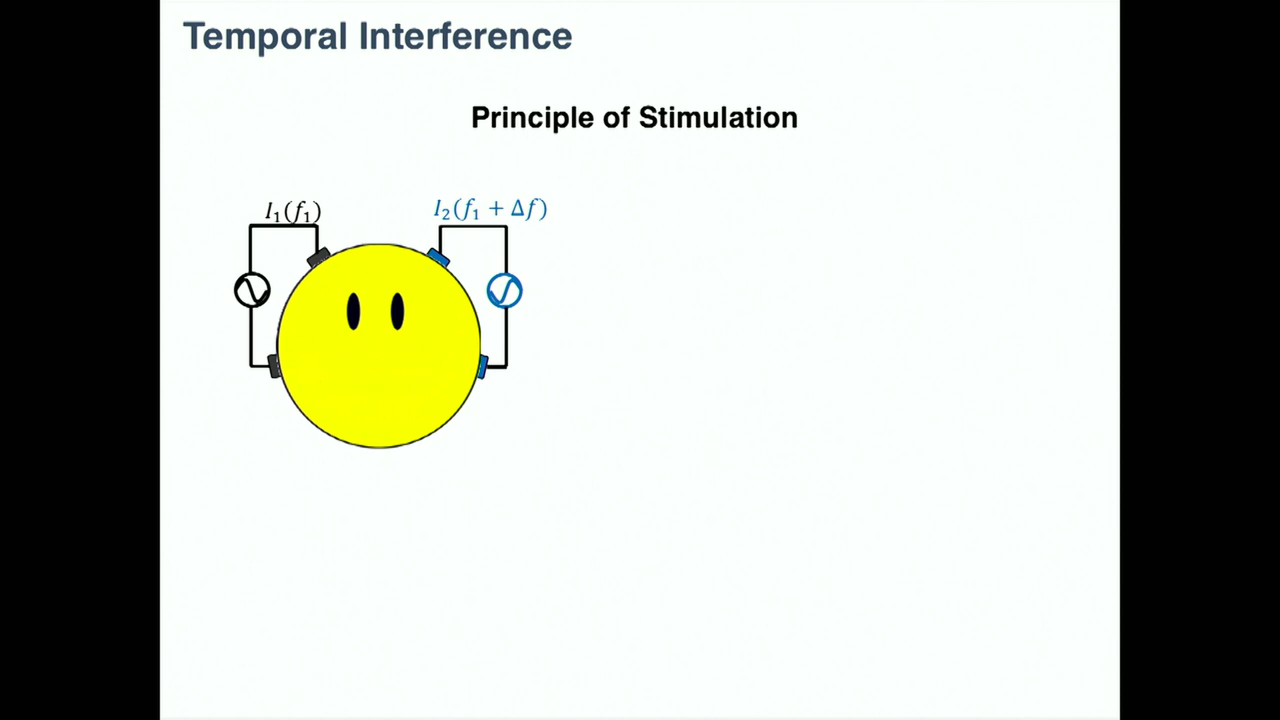 Temporal Interference
Principle of Stimulation
I₁(f₁)
I₂(f₁ + Δf)